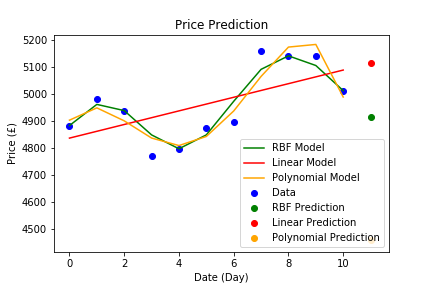 Price Prediction
5200
5100
5000
4900
4800
4700
4600
4500
Price (£)
RBF Model
Linear Model
Polynomial Model
Data
RBF Prediction
Linear Prediction
Polynomial Prediction
0 2 4 6 8 10
Date (Day)